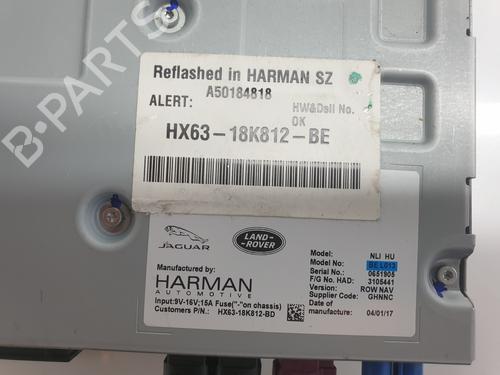 B-PARTS
Reflashed in HARMAN SZ
A50184818
ALERT:
HW&Dsll No.
OK
HX63-18K812-BE
JAGUAR
LAND-
ROVER
Manufactured by:
HARMAN
AUTOMOTIVE
Input:9V-16V;15A Fuse("-"on chassis)
Customers P/N.: HX63-18K812-BD
Model: NLI HU
Model No: BE L013
Serial No.: 0651905
F/G No. HAD: 3105441
Version: ROW NAV
Supplier Code: GHNNC
Date of
manufacture: 04/01/17